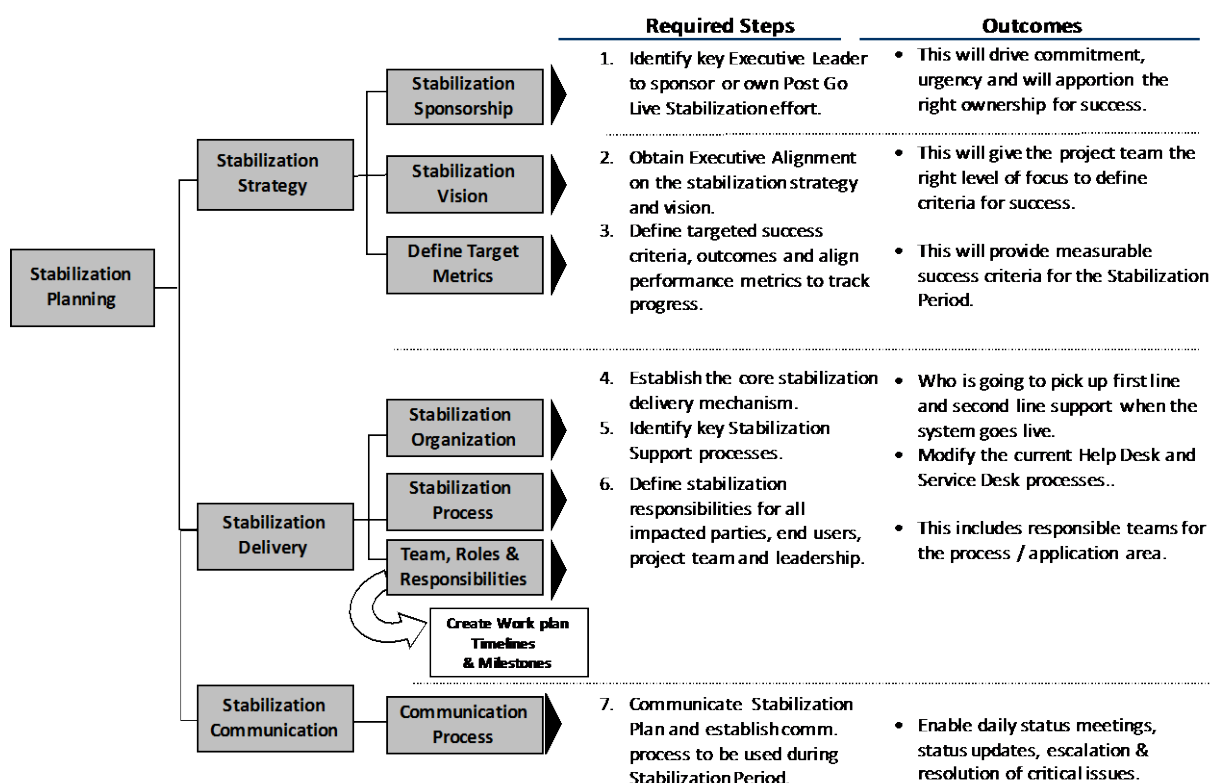 Required Steps
Outcomes
Stabilization
Planning
Stabilization
Strategy
Stabilization
Sponsorship
1. Identify key Executive Leader
to sponsor or own Post Go
Live Stabilization effort.
• This will drive commitment,
urgency and will apportion the
right ownership for success.
Stabilization
Vision
2. Obtain Executive Alignment
on the stabilization strategy
and vision.
• This will give the project team the
right level of focus to define
criteria for success.
Define Target
Metrics
3. Define targeted success
criteria, outcomes and align
performance metrics to track
progress.
• This will provide measurable
success criteria for the Stabilization
Period.
Stabilization
Delivery
Stabilization
Organization
4. Establish the core stabilization
delivery mechanism.
• Who is going to pick up first line
and second line support when the
system goes live.
Stabilization
Process
5. Identify key Stabilization
Support processes.
• Modify the current Help Desk and
Service Desk processes..
Team, Roles &
Responsibilities
6. Define stabilization
responsibilities for all
impacted parties, end users,
project team and leadership.
• This includes responsible teams for
the process / application area.
Create Work plan
Timelines
& Milestones
Stabilization
Communication
Communication
Process
7. Communicate Stabilization
Plan and establish comm.
process to be used during
Stabilization Period.
• Enable daily status meetings,
status updates, escalation &
resolution of critical issues.